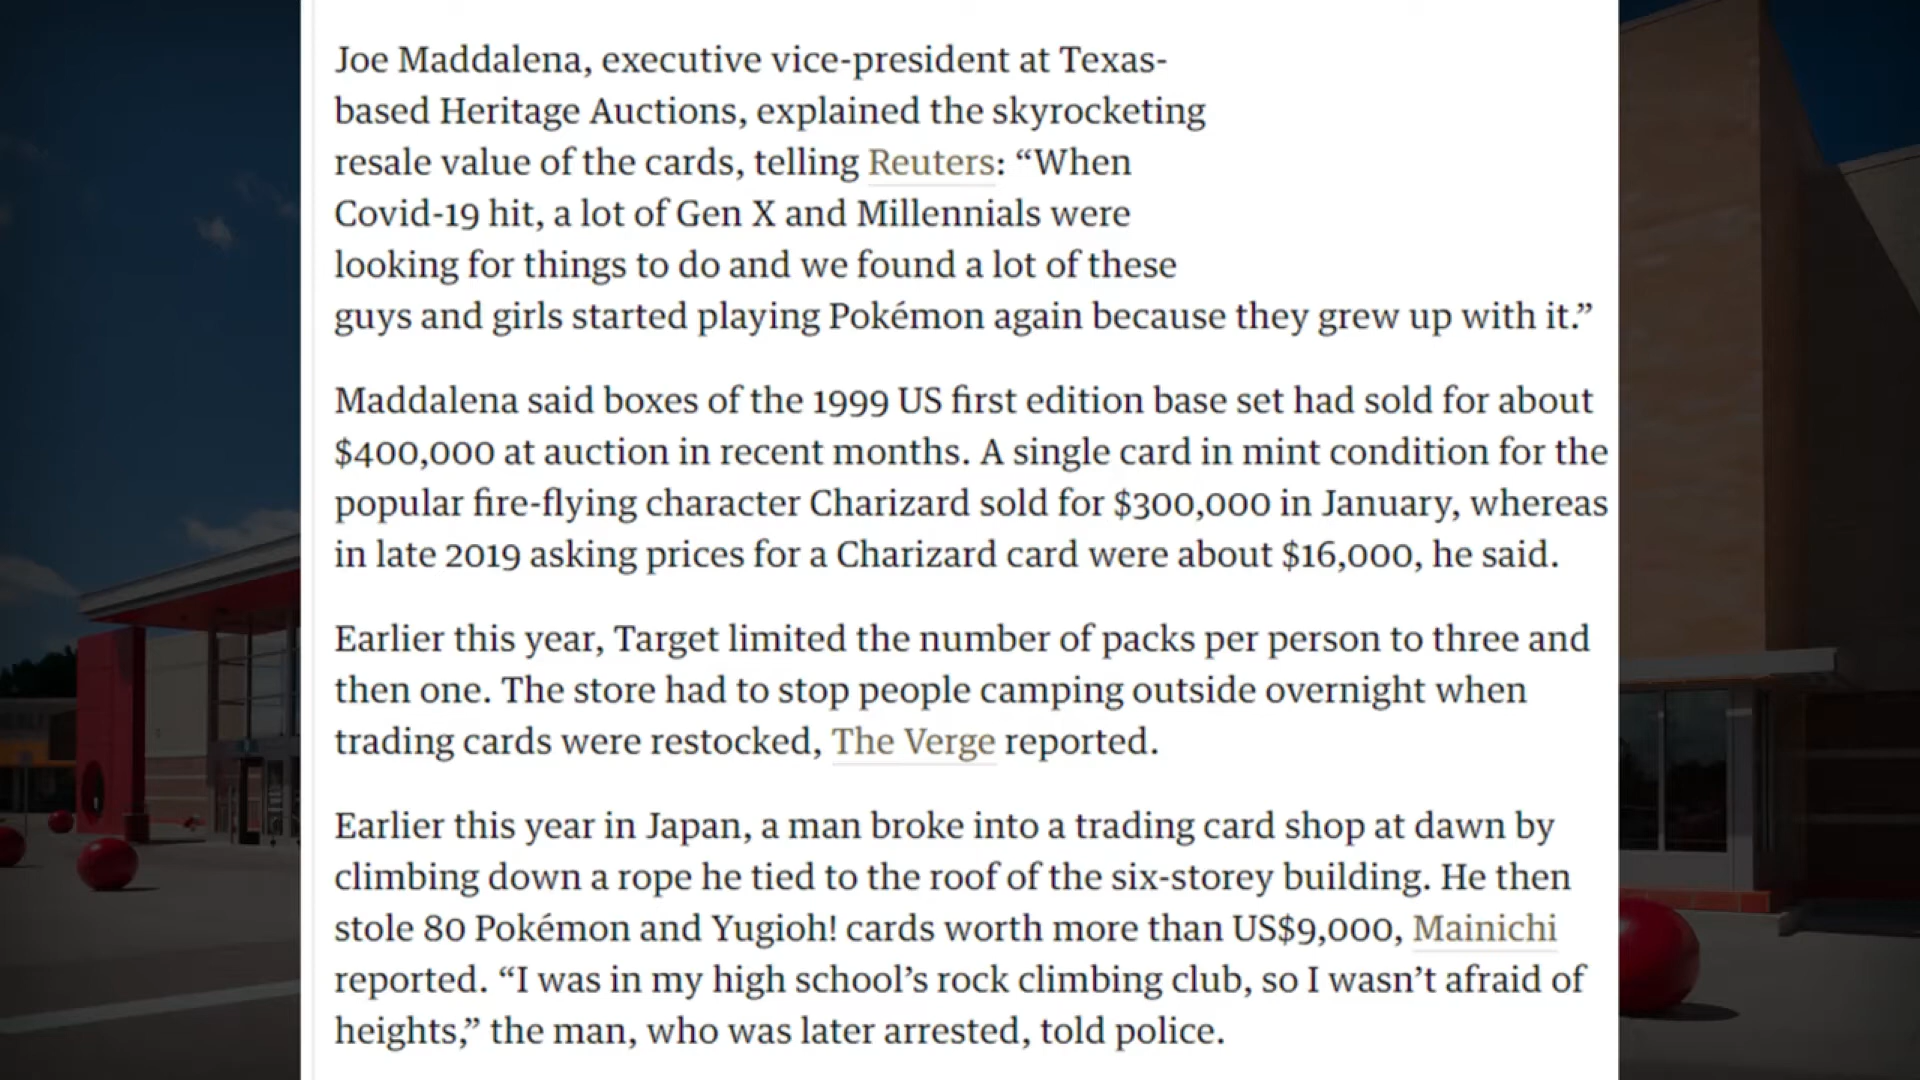 Joe Maddalena, executive vice-president at Texas-
based Heritage Auctions, explained the skyrocketing
resale value of the cards, telling Reuters: “When
Covid-19 hit, a lot of Gen X and Millennials were
looking for things to do and we found a lot of these
guys and girls started playing Pokémon again because they grew up with it.”
Maddalena said boxes of the 1999 US first edition base set had sold for about
$400,000 at auction in recent months. A single card in mint condition for the
popular fire-flying character Charizard sold for $300,000 in January, whereas
in late 2019 asking prices for a Charizard card were about $16,000, he said.
Earlier this year, Target limited the number of packs per person to three and
then one. The store had to stop people camping outside overnight when
trading cards were restocked, The Verge reported.
Earlier this year in Japan, a man broke into a trading card shop at dawn by
climbing down a rope he tied to the roof of the six-storey building. He then
stole 80 Pokémon and Yugioh! cards worth more than US$9,000, Mainichi
reported. “I was in my high school’s rock climbing club, so I wasn’t afraid of
heights,” the man, who was later arrested, told police.